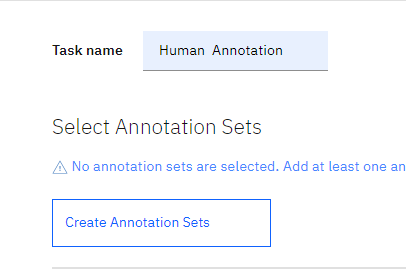 Task name Human Annotation
Select Annotation Sets
No annotation sets are selected. Add at least one an
Create Annotation Sets